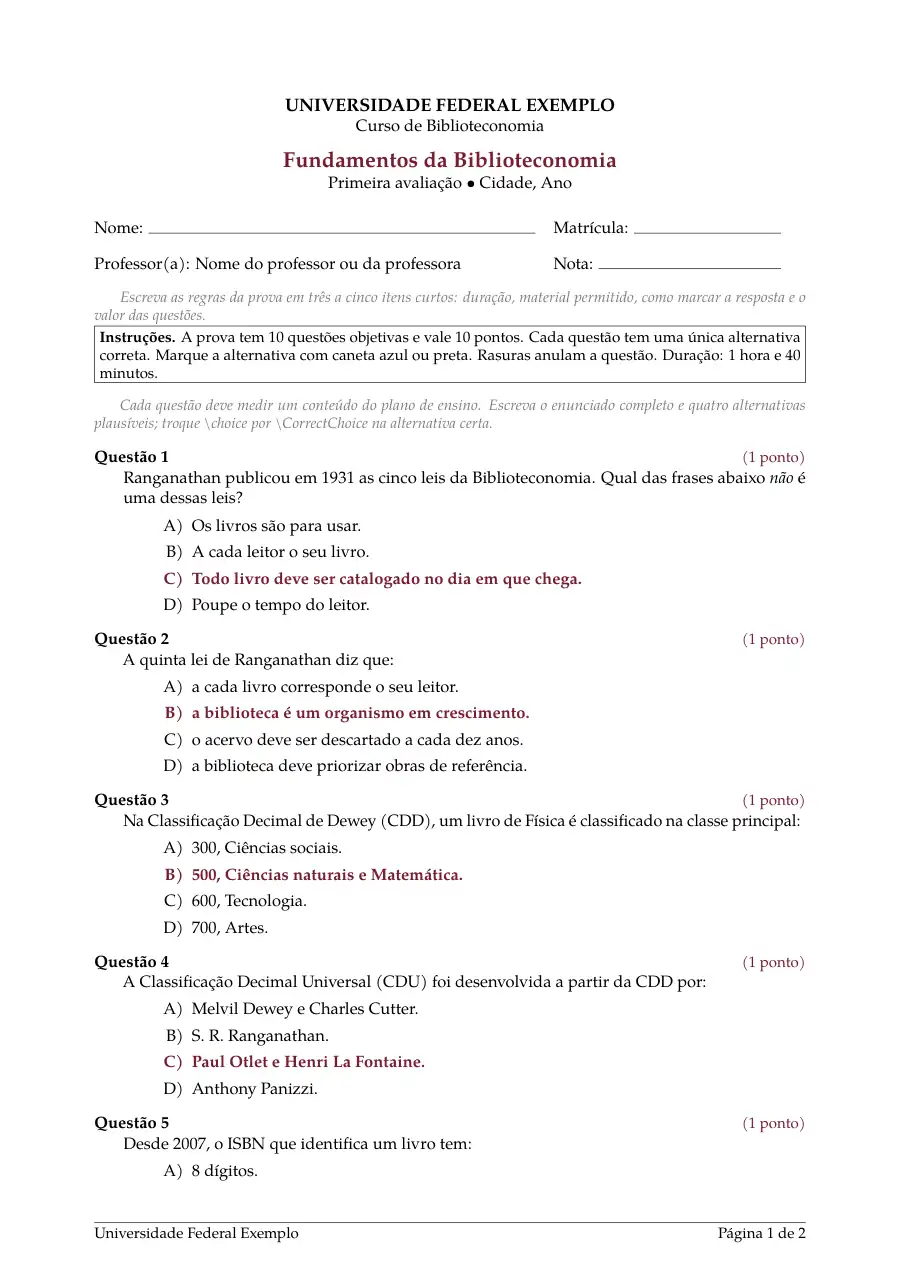 UNIVERSIDADE FEDERAL EXEMPLO
Curso de Biblioteconomia
Fundamentos da Biblioteconomia
Primeira avaliação • Cidade, Ano
Nome: Matrícula:
Professor(a): Nome do professor ou da professora Nota:
Escreva as regras da prova em três a cinco itens curtos: duração, material permitido, como marcar a resposta e o
valor das questões.
Instruções. A prova tem 10 questões objetivas e vale 10 pontos. Cada questão tem uma única alternativa
correta. Marque a alternativa com caneta azul ou preta. Rasuras anulam a questão. Duração: 1 hora e 40
minutos.
Cada questão deve medir um conteúdo do plano de ensino. Escreva o enunciado completo e quatro alternativas
plausíveis; troque \choice por \CorrectChoice na alternativa certa.
Questão 1 (1 ponto)
Ranganathan publicou em 1931 as cinco leis da Biblioteconomia. Qual das frases abaixo não é
uma dessas leis?
A) Os livros são para usar.
B) A cada leitor o seu livro.
C) Todo livro deve ser catalogado no dia em que chega.
D) Poupe o tempo do leitor.
Questão 2 (1 ponto)
A quinta lei de Ranganathan diz que:
A) a cada livro corresponde o seu leitor.
B) a biblioteca é um organismo em crescimento.
C) o acervo deve ser descartado a cada dez anos.
D) a biblioteca deve priorizar obras de referência.
Questão 3 (1 ponto)
Na Classificação Decimal de Dewey (CDD), um livro de Física é classificado na classe principal:
A) 300, Ciências sociais.
B) 500, Ciências naturais e Matemática.
C) 600, Tecnologia.
D) 700, Artes.
Questão 4 (1 ponto)
A Classificação Decimal Universal (CDU) foi desenvolvida a partir da CDD por:
A) Melvil Dewey e Charles Cutter.
B) S. R. Ranganathan.
C) Paul Otlet e Henri La Fontaine.
D) Anthony Panizzi.
Questão 5 (1 ponto)
Desde 2007, o ISBN que identifica um livro tem:
A) 8 dígitos.
Universidade Federal Exemplo Página 1 de 2